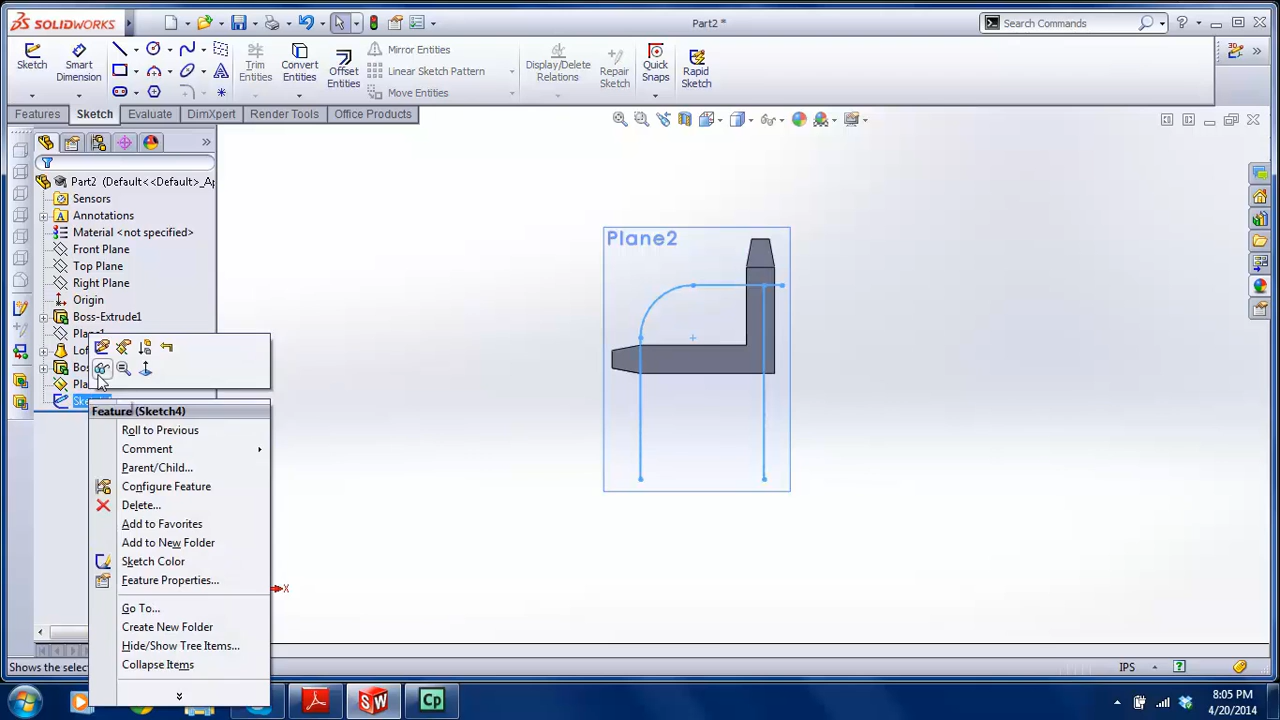 SOLIDWORKS
Part2 *
Search Commands
Sketch
Smart Dimension
Trim Entities
Convert Entities
Offset Entities
Mirror Entities
Linear Sketch Pattern
Move Entities
Display/Delete Relations
Repair Sketch
Quick Snaps
Rapid Sketch
Features
Sketch
Evaluate
DimXpert
Render Tools
Office Products
Part2 (Default<<Default>_Ap
Sensors
Annotations
Material <not specified>
Front Plane
Top Plane
Right Plane
Origin
Boss-Extrude1
Plane1
Plane2
Feature (Sketch4)
Roll to Previous
Comment
Parent/Child...
Configure Feature
Delete...
Add to Favorites
Add to New Folder
Sketch Color
Feature Properties...
Go To...
Create New Folder
Hide/Show Tree Items...
Collapse Items
X
Shows the selec
IPS
8:05 PM
4/20/2014
SW
Cp